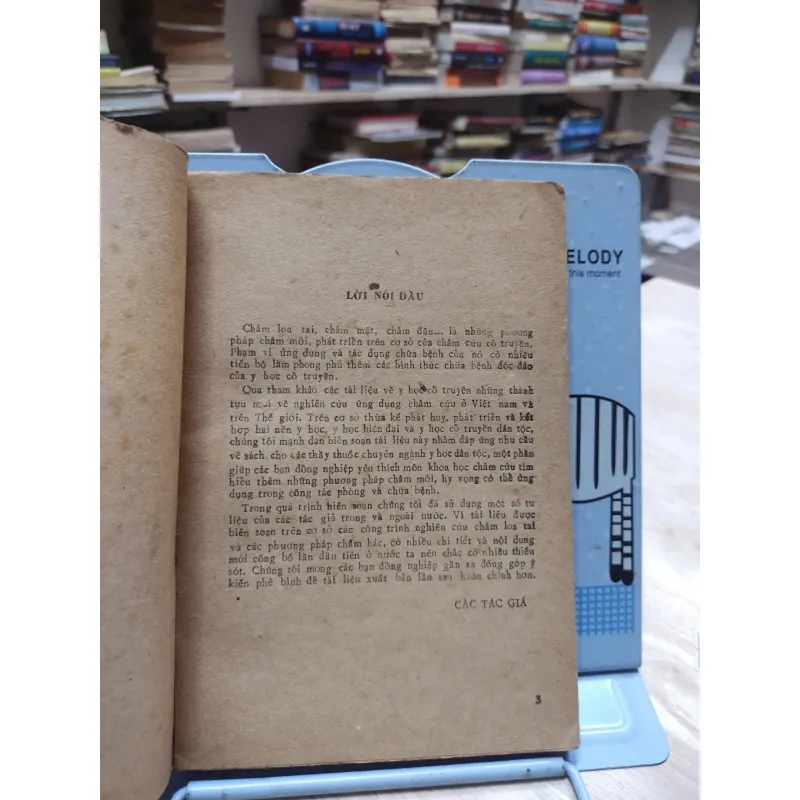 LỜI NÓI ĐẦU
Châm loa tai, châm mặt, châm đầu... là những phương
pháp châm mới, phát triển trên cơ sở của châm cứu cổ truyền.
Phạm vi ứng dụng và tác dụng chữa bệnh của nó có nhiều
tiến bộ làm phong phú thêm các hình thức chữa bệnh độc đáo
của y học cổ truyền.
Qua tham khảo các tài liệu về y học cổ truyền những thành
tựu mới về nghiên cứu ứng dụng châm cứu ở Việt nam và
trên Thế giới. Trên cơ sở thừa kế phát huy, phát triển và kết
hợp hai nền y học, y học hiện đại và y học cổ truyền dân tộc,
chúng tôi mạnh dạn biên soạn tài liệu này nhằm đáp ứng nhu cầu
về sách cho các thầy thuốc chuyên ngành y học dân tộc, một phần
giúp các bạn đồng nghiệp yêu thích môn khoa học châm cứu tìm
hiểu thêm những phương pháp châm mới, hy vọng có thể ứng
dụng trong công tác phòng và chữa bệnh.
Trong quá trình biên soạn chúng tôi đã sử dụng một số tư
liệu của các tác giả trong và ngoài nước. Vì tài liệu được
biên soạn trên cơ sở các công trình nghiên cứu châm loa tai
và các phương pháp châm hác, có nhiều chi tiết và nội dung
mới công bố lần đầu tiên ở nước ta nên chắc có nhiều thiếu
sót. Chúng tôi mong các bạn đồng nghiệp gần xa đóng góp ý
kiến phê bình để tài liệu xuất bản lần sau hoàn chỉnh hơn.
CÁC TÁC GIẢ
3
ELODY
this moment